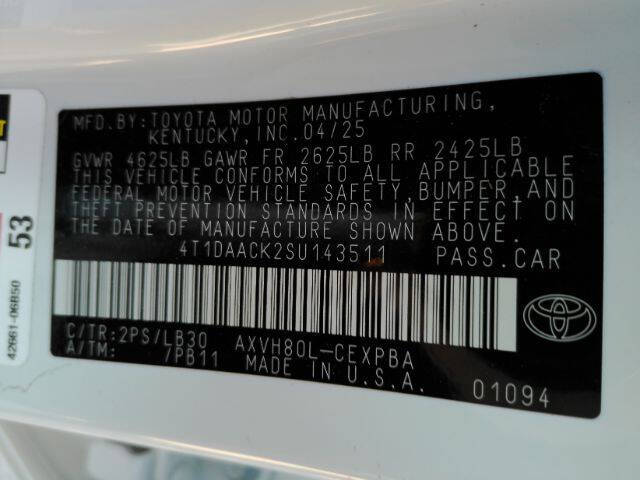 MFD.BY:TOYOTA MOTOR MANUFACTURING,
KENTUCKY,INC.04/25
GVWR 4625LB GAWR FR 2625LB RR 2425LB
THIS VEHICLE CONFORMS TO ALL APPLICABLE
FEDERAL MOTOR VEHICLE SAFETY,BUMPER,AND
THEFT PREVENTION STANDARDS IN EFFECT ON
THE DATE OF MANUFACTURE SHOWN ABOVE.
4T1DAACK2SU143511 PASS.CAR
C/TR:2PS/LB30 AXVH80L-CEXPBA
A/TM: 7PB11 MADE IN U.S.A. 01094
53
42661-06B50